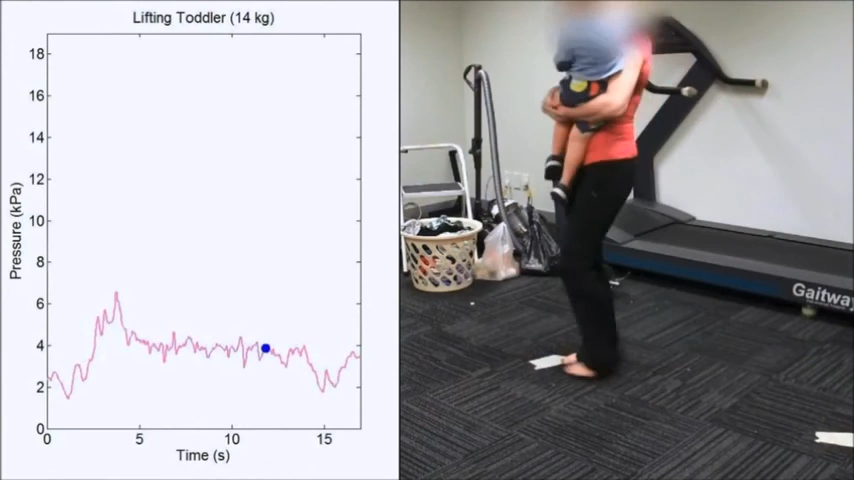 Lifting Toddler (14 kg)
18
16
14
12
10
8
6
4
2
0
Pressure (kPa)
0 5 10 15
Time (s)
Gaitway